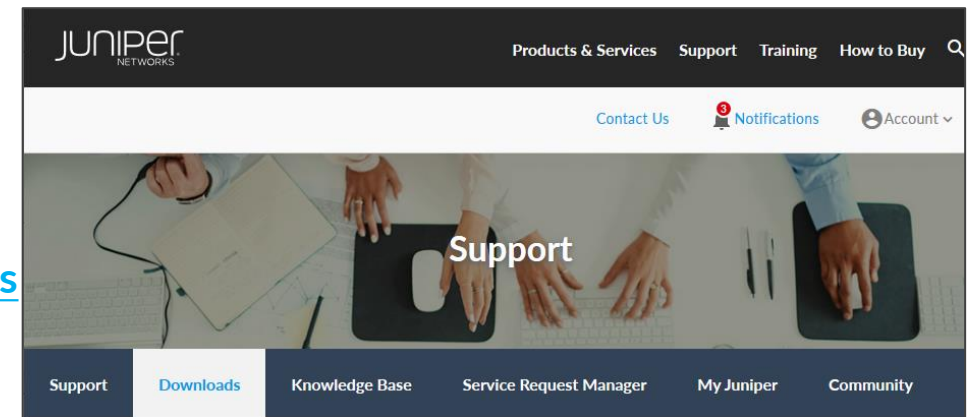 JUNIPER
NETWORKS
Products & Services Support Training How to Buy
Contact Us 3 Notifications Account
Support
s
Support Downloads Knowledge Base Service Request Manager My Juniper Community